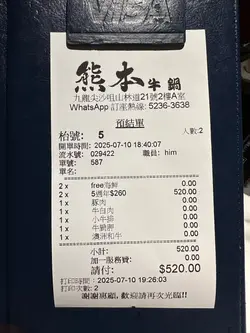 熊本牛鍋
九龍尖沙咀山林道21號2樓A室
WhatsApp 訂座熱線: 5236-3638
預結單
枱號: 5 人數:2
開單時間: 2025-07-10 18:40:07
流水號: 029422 職員: him
單號: 587
單名:
2 x free海鮮 0.00
2 x 5週年$260 520.00
1 x 豚肉 0.00
1 x 牛白肉 0.00
1 x 牛小排 0.00
1 x 0.00
1 x 澳洲和牛 0.00
小計: 520.00
加一服務費: 0.00
請付: $520.00
打印時間: 2025-07-10 19:26:03
打印次數:2
謝謝惠顧,歡迎請再次光臨!!